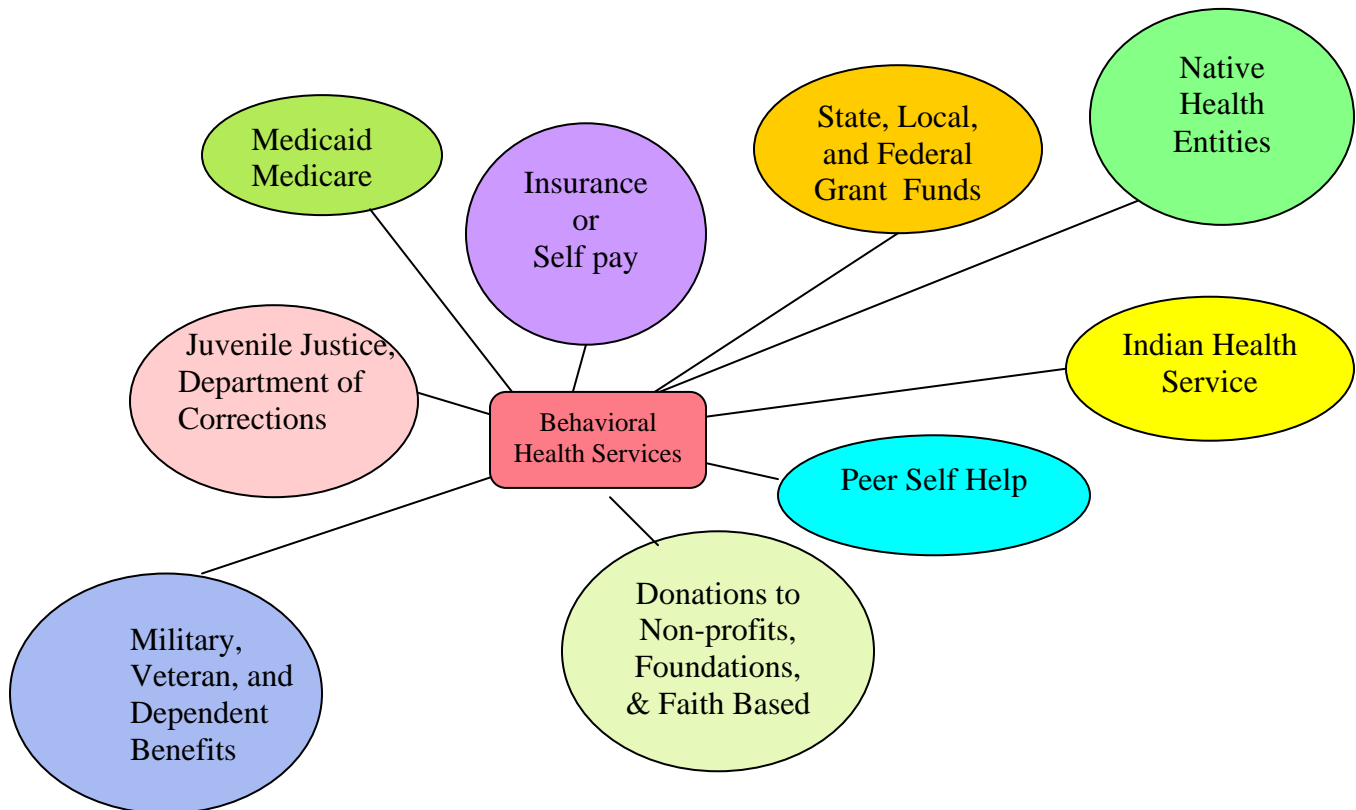 Medicaid
Medicare
Insurance
or
Self pay
State, Local,
and Federal
Grant Funds
Native
Health
Entities
Juvenile Justice,
Department of
Corrections
Behavioral
Health Services
Indian Health
Service
Peer Self Help
Military,
Veteran, and
Dependent
Benefits
Donations to
Non-profits,
Foundations,
& Faith Based